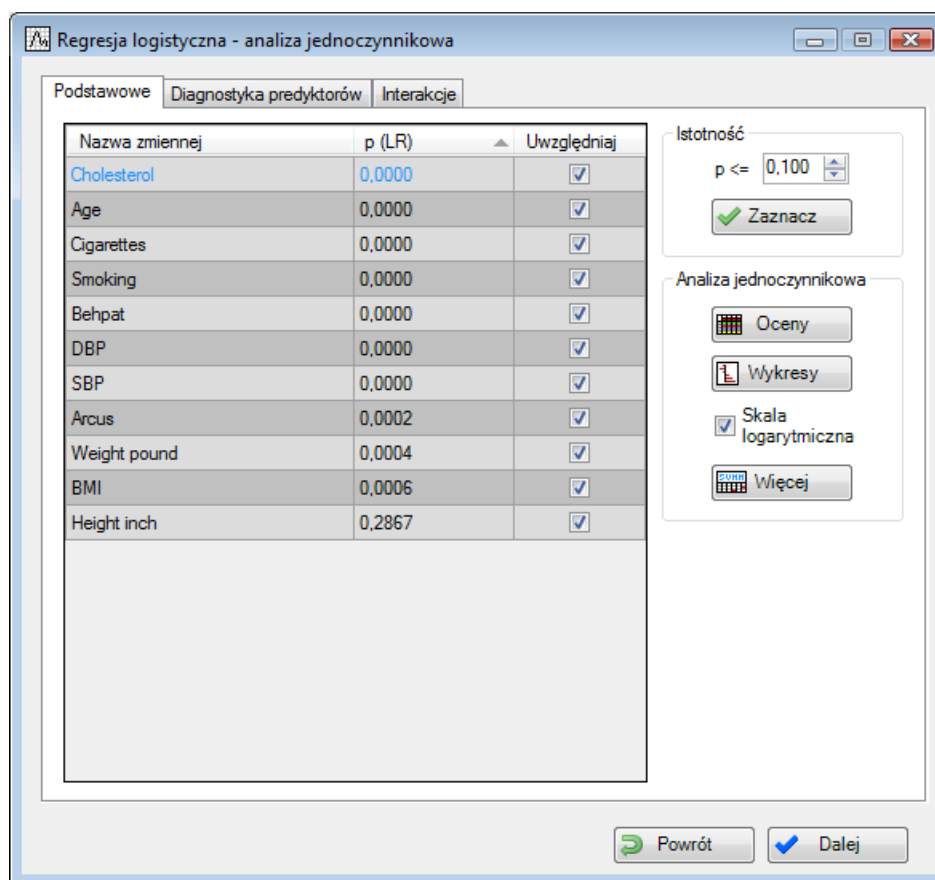 Regresja logistyczna - analiza jednoczynnikowa
Podstawowe Diagnostyka predyktorów Interakcje
Nazwa zmiennej p (LR) Uwzględniaj
Cholesterol 0,0000
Age 0,0000
Cigarettes 0,0000
Smoking 0,0000
Behpat 0,0000
DBP 0,0000
SBP 0,0000
Arcus 0,0002
Weight pound 0,0004
BMI 0,0006
Height inch 0,2867
Istotność
p <= 0,100
Zaznacz
Analiza jednoczynnikowa
Oceny
Wykresy
Skala
logarytmiczna
Więcej
Powrót Dalej